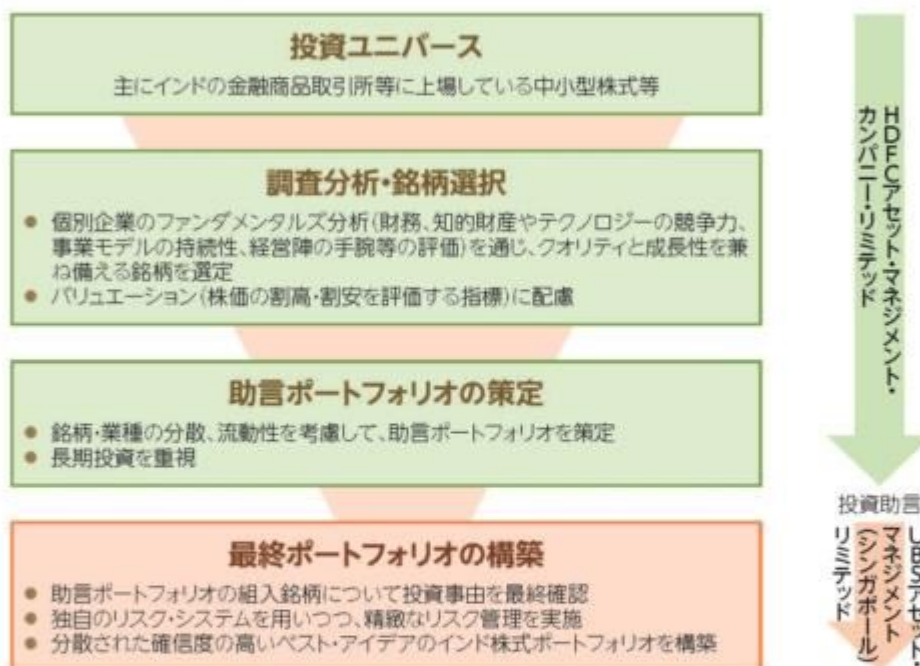 投資ユニバース
主にインドの金融商品取引所等に上場している中小型株式等
調査分析・銘柄選択
● 個別企業のファンダメンタルズ分析(財務、知的財産やテクノロジーの競争力、
事業モデルの持続性、経営陣の手腕等の評価)を通じ、クオリティと成長性を兼
ね備える銘柄を選定
● バリュエーション(株価の割高・割安を評価する指標)に配慮
助言ポートフォリオの策定
● 銘柄・業種の分散、流動性を考慮して、助言ポートフォリオを策定
● 長期投資を重視
最終ポートフォリオの構築
● 助言ポートフォリオの組入銘柄について投資事由を最終確認
● 独自のリスク・システムを用いつつ、精緻なリスク管理を実施
● 分散された確信度の高いベスト・アイデアのインド株式ポートフォリオを構築
HDFCアセット・マネジメント・
カンパニー・リミテッド
投資助言
UBSアセット・
マネジメント
(シンガポール)
リミテッド